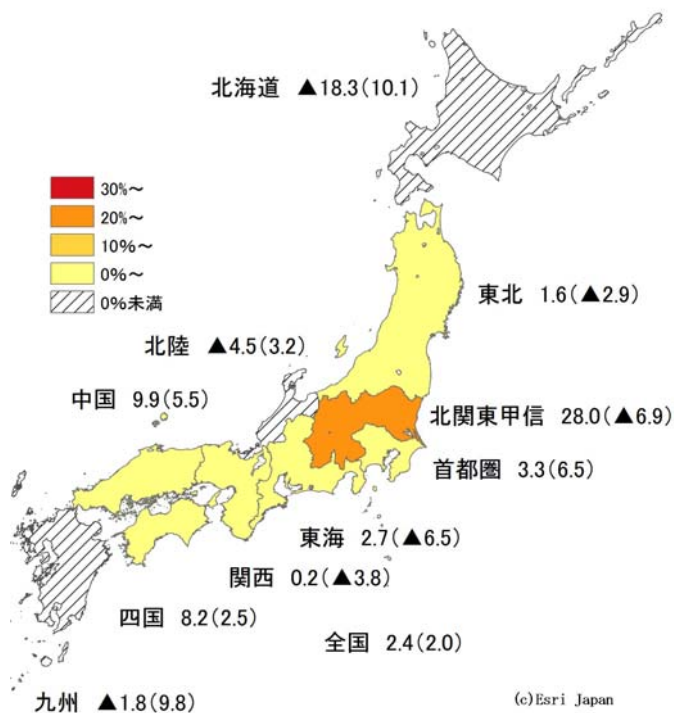 北海道 ▲18.3(10.1)
30%～
20%～
10%～
0%～
0%未満
東北 1.6(▲2.9)
北陸 ▲4.5(3.2)
中国 9.9(5.5)
北関東甲信 28.0(▲6.9)
首都圏 3.3(6.5)
東海 2.7(▲6.5)
関西 0.2(▲3.8)
四国 8.2(2.5)
全国 2.4(2.0)
九州 ▲1.8(9.8)
(c)Esri Japan